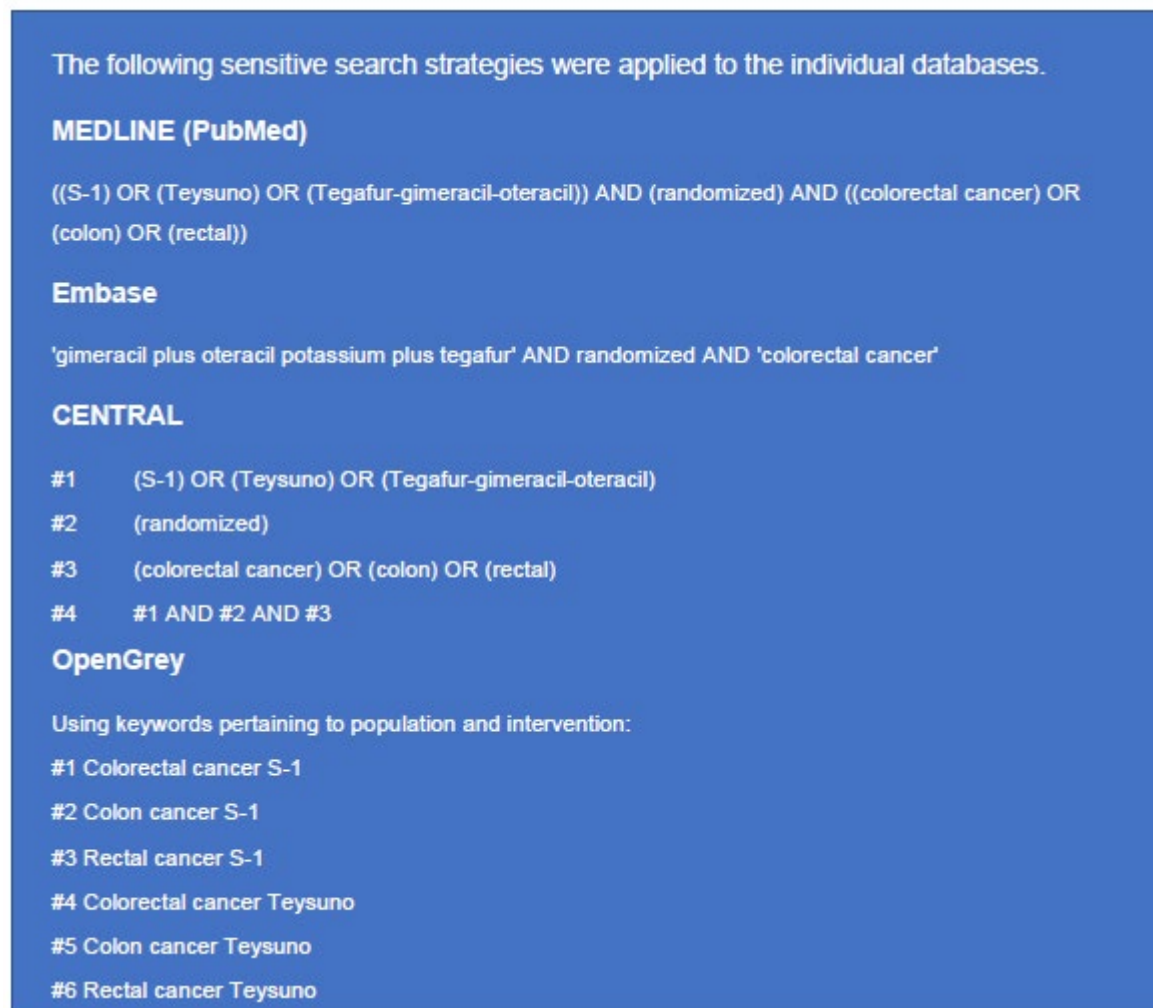 The following sensitive search strategies were applied to the individual databases.
MEDLINE (PubMed)
((S-1) OR (Teysuno) OR (Tegafur-gimeracil-oteracil)) AND (randomized) AND ((colorectal cancer) OR
(colon) OR (rectal))
Embase
'gimeracil plus oteracil potassium plus tegafur' AND randomized AND 'colorectal cancer'
CENTRAL
#1 (S-1) OR (Teysuno) OR (Tegafur-gimeracil-oteracil)
#2 (randomized)
#3 (colorectal cancer) OR (colon) OR (rectal)
#4 #1 AND #2 AND #3
OpenGrey
Using keywords pertaining to population and intervention:
#1 Colorectal cancer S-1
#2 Colon cancer S-1
#3 Rectal cancer S-1
#4 Colorectal cancer Teysuno
#5 Colon cancer Teysuno
#6 Rectal cancer Teysuno